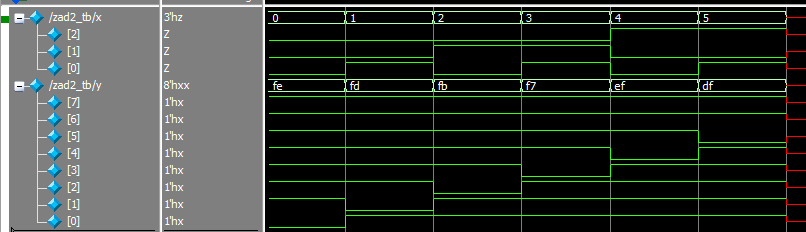 /zad2_tb/x 3'hz 0 1 2 3 4 5
[2] Z
[1] Z
[0] Z
/zad2_tb/y 8'hxx fe fd fb f7 ef df
[7] 1'hx
[6] 1'hx
[5] 1'hx
[4] 1'hx
[3] 1'hx
[2] 1'hx
[1] 1'hx
[0] 1'hx